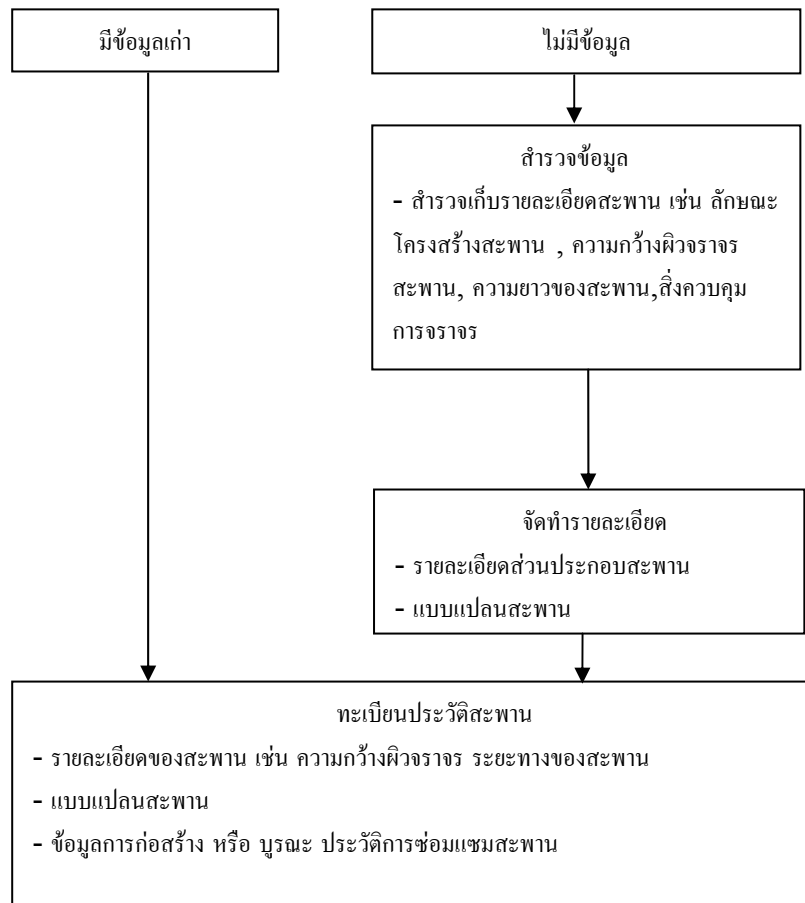 มีข้อมูลเก่า
ไม่มีข้อมูล
สำรวจข้อมูล
- สำรวจเก็บรายละเอียดสะพาน เช่น ลักษณะ
โครงสร้างสะพาน , ความกว้างผิวจราจร
สะพาน, ความยาวของสะพาน,สิ่งควบคุม
การจราจร
จัดทำรายละเอียด
- รายละเอียดส่วนประกอบสะพาน
- แบบแปลนสะพาน
ทะเบียนประวัติสะพาน
- รายละเอียดของสะพาน เช่น ความกว้างผิวจราจร ระยะทางของสะพาน
- แบบแปลนสะพาน
- ข้อมูลการก่อสร้าง หรือ บูรณะ ประวัติการซ่อมแซมสะพาน